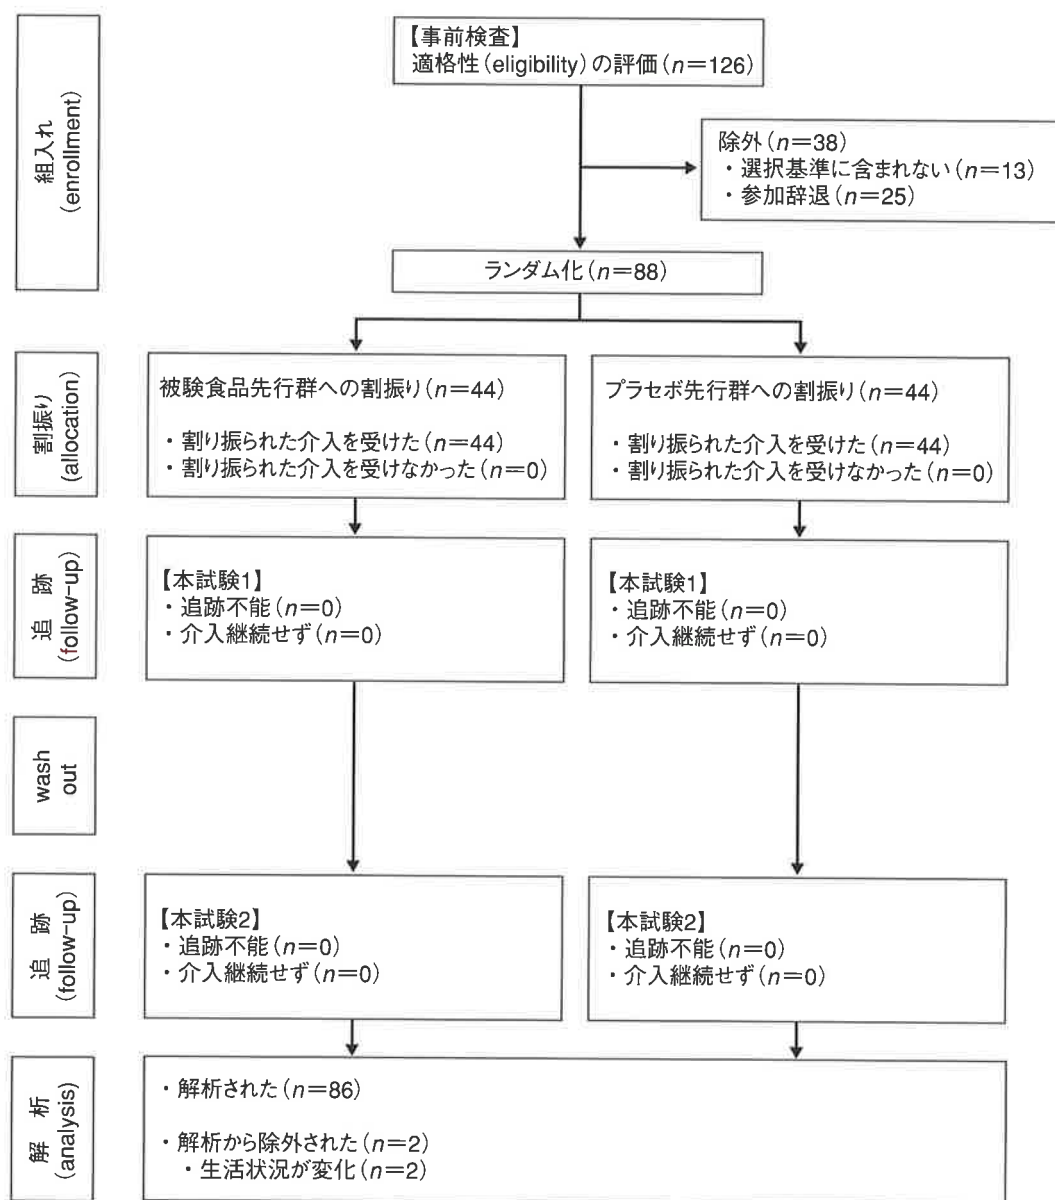 組入れ
(enrollment)
【事前検査】
適格性(eligibility)の評価(n=126)
除外(n=38)
・選択基準に含まれない(n=13)
・参加辞退(n=25)
ランダム化(n=88)
割振り
(allocation)
被験食品先行群への割振り(n=44)
・割り振られた介入を受けた(n=44)
・割り振られた介入を受けなかった(n=0)
プラセボ先行群への割振り(n=44)
・割り振られた介入を受けた(n=44)
・割り振られた介入を受けなかった(n=0)
追 跡
(follow-up)
【本試験1】
・追跡不能(n=0)
・介入継続せず(n=0)
【本試験1】
・追跡不能(n=0)
・介入継続せず(n=0)
wash
out
追 跡
(follow-up)
【本試験2】
・追跡不能(n=0)
・介入継続せず(n=0)
【本試験2】
・追跡不能(n=0)
・介入継続せず(n=0)
解 析
(analysis)
・解析された(n=86)
・解析から除外された(n=2)
・生活状況が変化(n=2)